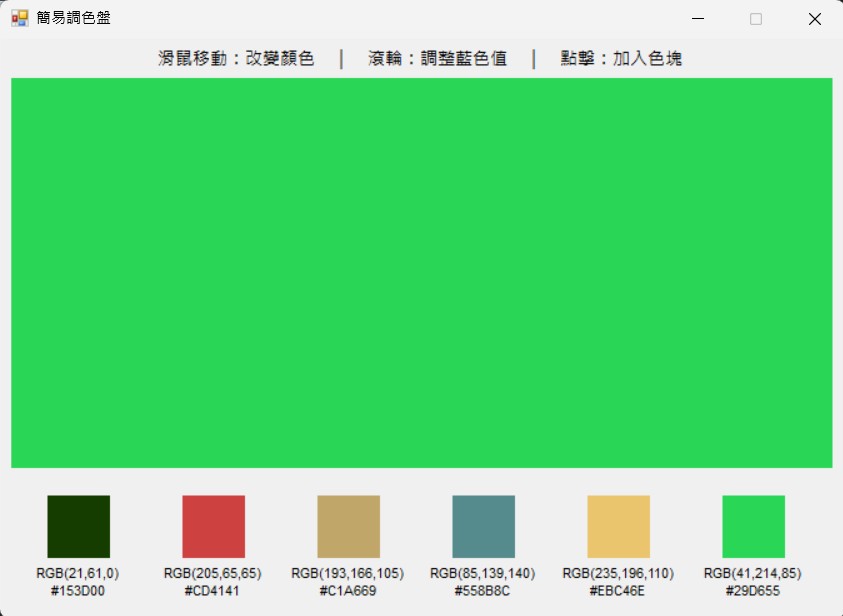 簡易調色盤
滑鼠移動：改變顏色 | 滾輪：調整藍色值 | 點擊：加入色塊
RGB(21,61,0) RGB(205,65,65) RGB(193,166,105) RGB(85,139,140) RGB(235,196,110) RGB(41,214,85)
#153D00 #CD4141 #C1A669 #558B8C #EBC46E #29D655